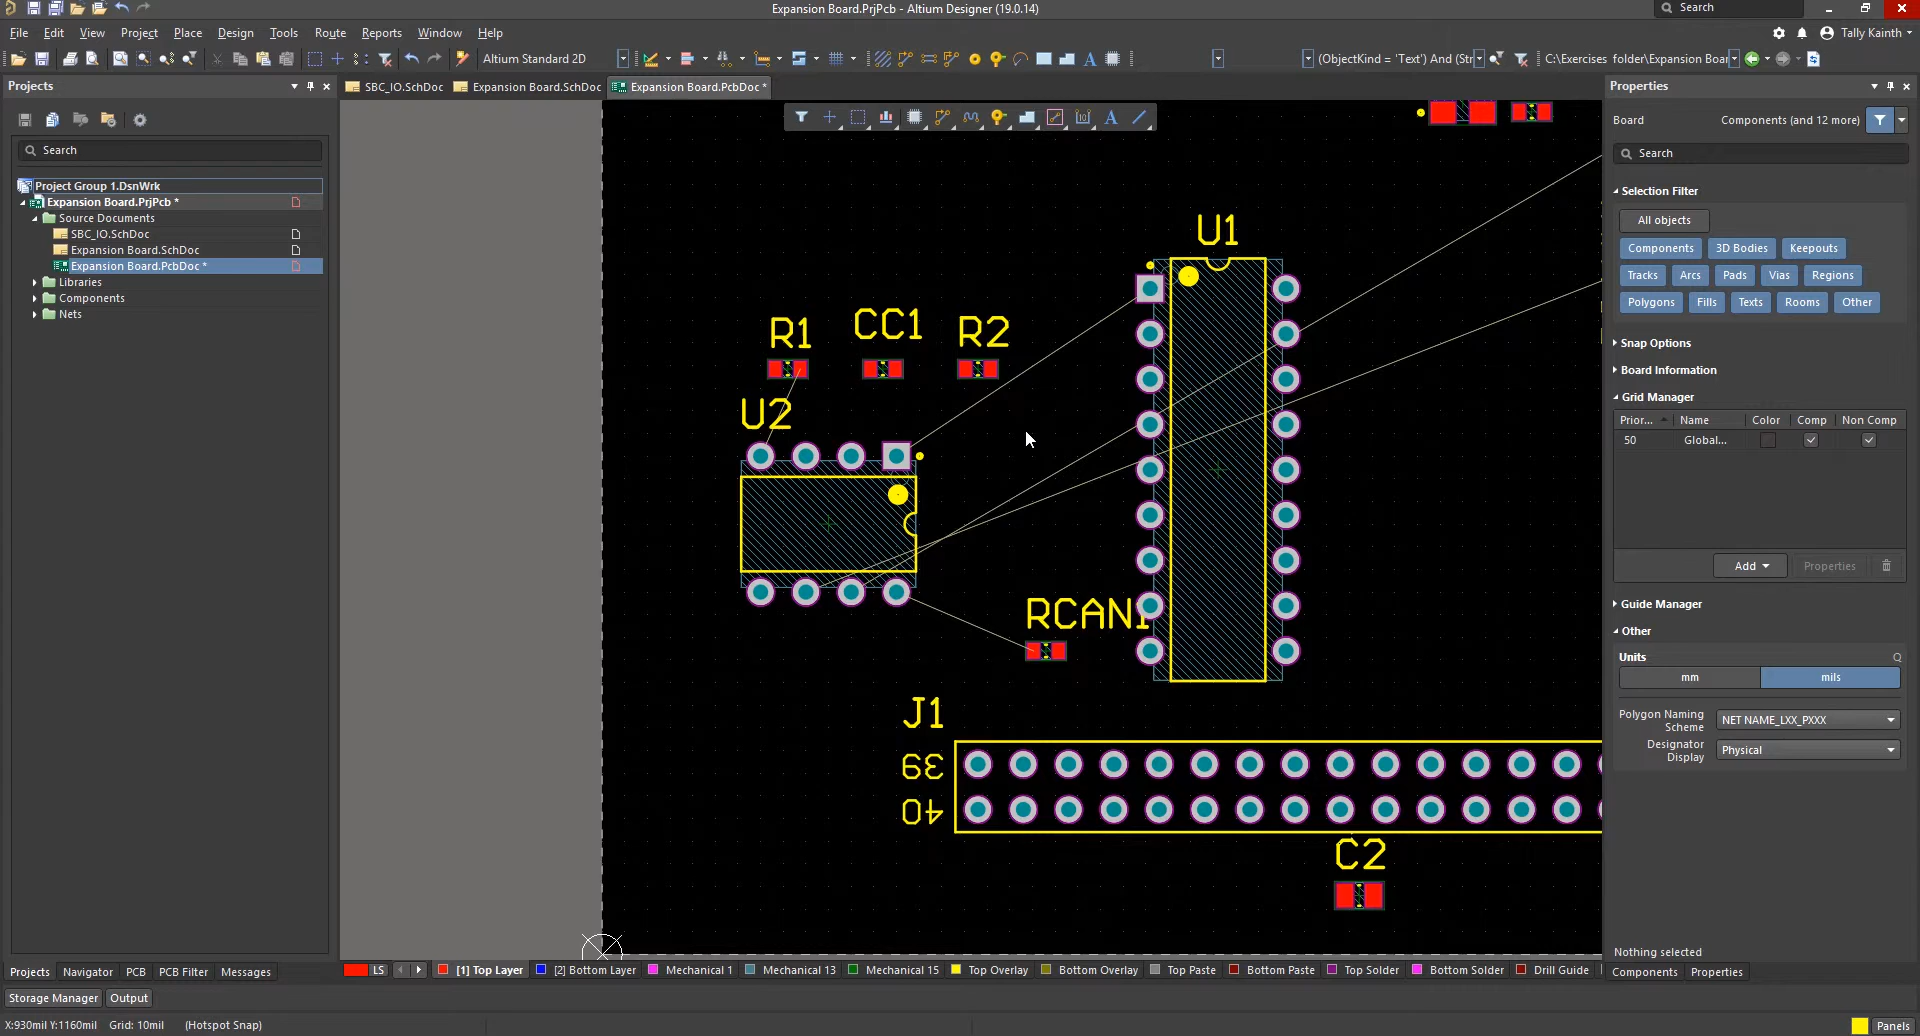 Expansion Board.PrjPcb - Altium Designer (19.0.14)
Search
File Edit View Project Place Design Tools Route Reports Window Help
Tally Kainth
Altium Standard 2D
(ObjectKind = 'Text') And (Str
C:\Exercises folder\Expansion Boar
Projects
SBC_IO.SchDoc
Expansion Board.SchDoc
Expansion Board.PcbDoc *
Search
Project Group 1.DsnWrk
Expansion Board.PrjPcb *
Source Documents
SBC_IO.SchDoc
Expansion Board.SchDoc
Expansion Board.PcbDoc *
Libraries
Components
Nets
U1
R1
CC1
R2
U2
RCAN1
J1
39
40
C2
Properties
Board
Components (and 12 more)
Search
Selection Filter
All objects
Components 3D Bodies Keepouts
Tracks Arcs Pads Vias Regions
Polygons Fills Texts Rooms Other
Snap Options
Board Information
Grid Manager
Prior... Name Color Comp Non Comp
50 Global...
Add Properties
Guide Manager
Other
Units
mm mils
Polygon Naming Scheme
NET NAME_LXX_PXXX
Designator Display
Physical
Nothing selected
Components Properties
Projects Navigator PCB PCB Filter Messages
LS [1] Top Layer [2] Bottom Layer Mechanical 1 Mechanical 13 Mechanical 15 Top Overlay Bottom Overlay Top Paste Bottom Paste Top Solder Bottom Solder Drill Guide
Storage Manager Output
X:930mil Y:1160mil Grid: 10mil (Hotspot Snap)
Panels